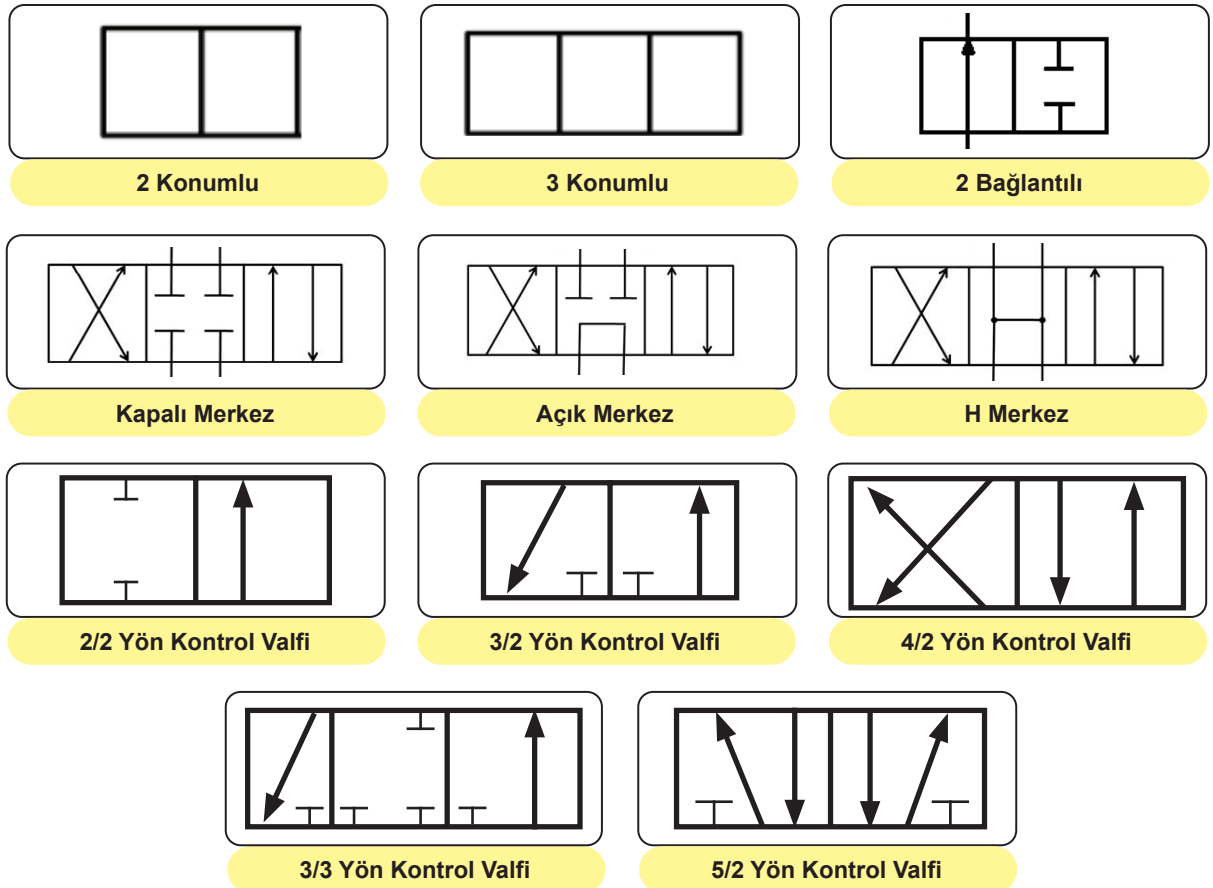 2 Konumlu
3 Konumlu
2 Bağlantılı
Kapalı Merkez
Açık Merkez
H Merkez
2/2 Yön Kontrol Valfi
3/2 Yön Kontrol Valfi
4/2 Yön Kontrol Valfi
3/3 Yön Kontrol Valfi
5/2 Yön Kontrol Valfi